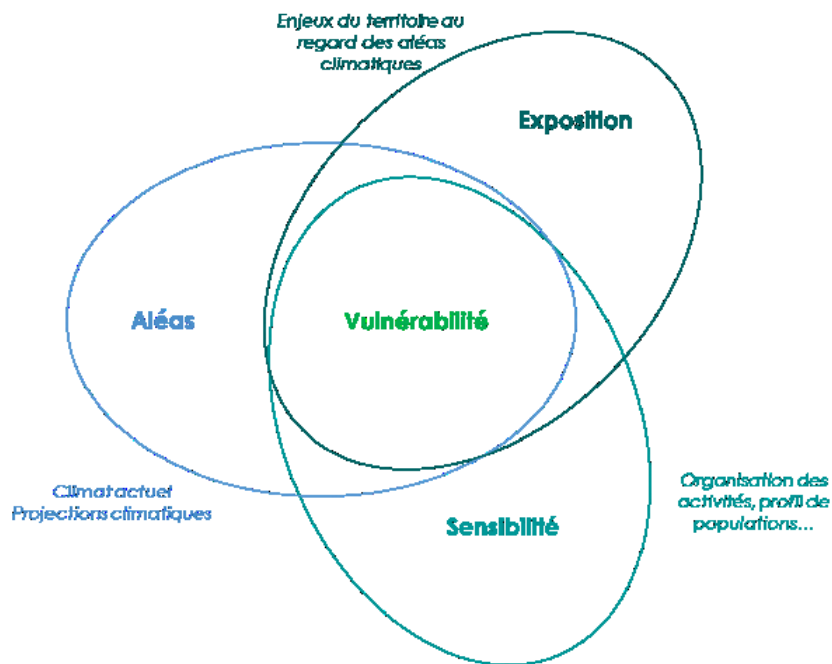 Enjeux du territoire au
regard des aléas
climatiques
Exposition
Aléas
Vulnérabilité
Climat actuel
Projections climatiques
Organisation des
activités, profil de
populations...
Sensibilité